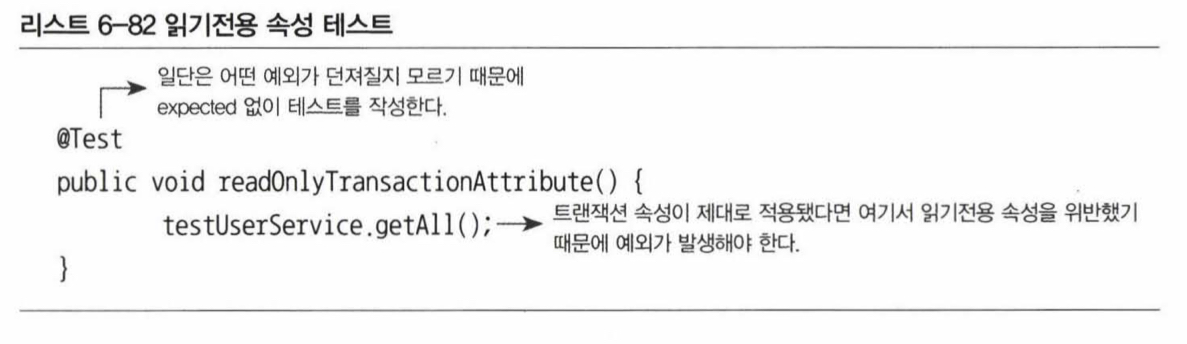 리스트 6-82 읽기전용 속성 테스트
일단은 어떤 예외가 던져질지 모르기 때문에
expected 없이 테스트를 작성한다.
@Test
public void readOnlyTransactionAttribute() {
testUserService.getAll();
트랜잭션 속성이 제대로 적용됐다면 여기서 읽기전용 속성을 위반했기
때문에 예외가 발생해야 한다.
}